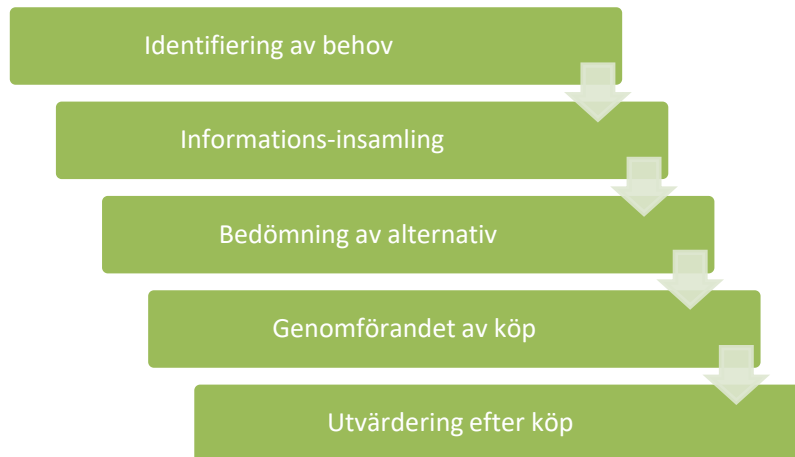 Identifiering av behov
Informations-insamling
Bedömning av alternativ
Genomförandet av köp
Utvärdering efter köp